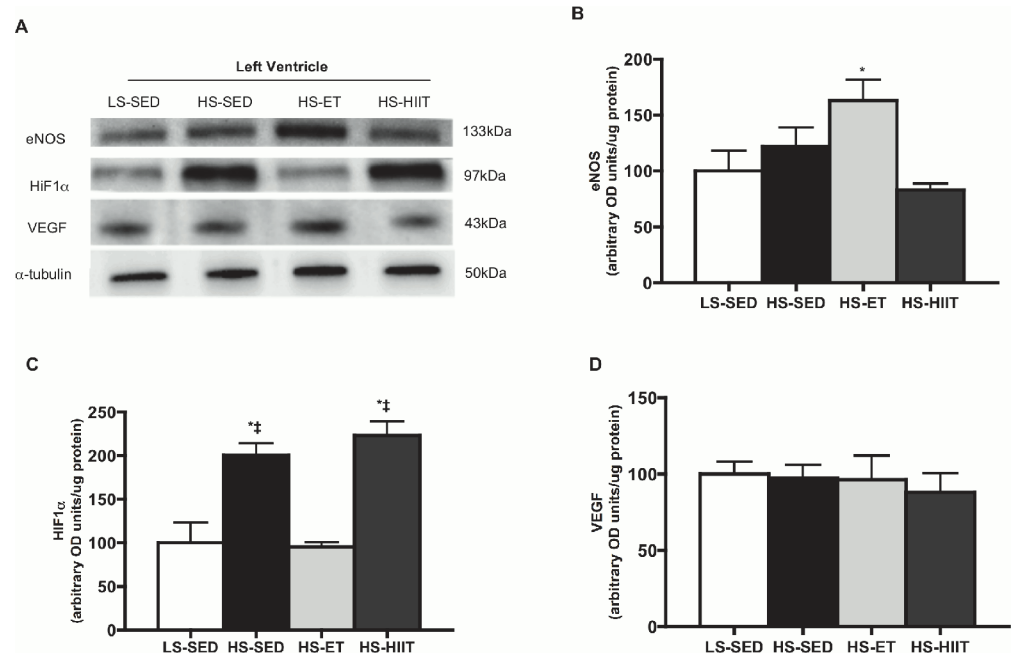 A
Left Ventricle
LS-SED HS-SED HS-ET HS-HIIT
eNOS 133kDa
HiF1α 97kDa
VEGF 43kDa
α-tubulin 50kDa
B
eNOS
(arbitrary OD units/ug protein)
200
150
100
50
0
*
LS-SED HS-SED HS-ET HS-HIIT
C
HIF1α
(arbitrary OD units/ug protein)
250
200
150
100
50
0
*‡ *‡
LS-SED HS-SED HS-ET HS-HIIT
D
VEGF
(arbitrary OD units/ug protein)
150
100
50
0
LS-SED HS-SED HS-ET HS-HIIT